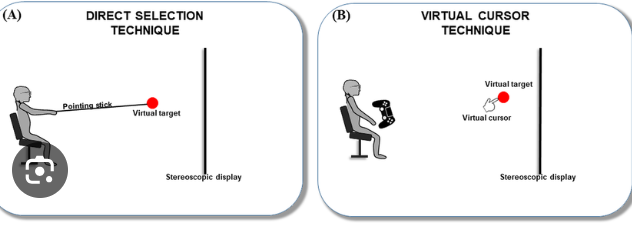 (A)
DIRECT SELECTION
TECHNIQUE
Pointing stick
Virtual target
Stereoscopic display
(B)
VIRTUAL CURSOR
TECHNIQUE
Virtual target
Virtual cursor
Stereoscopic display